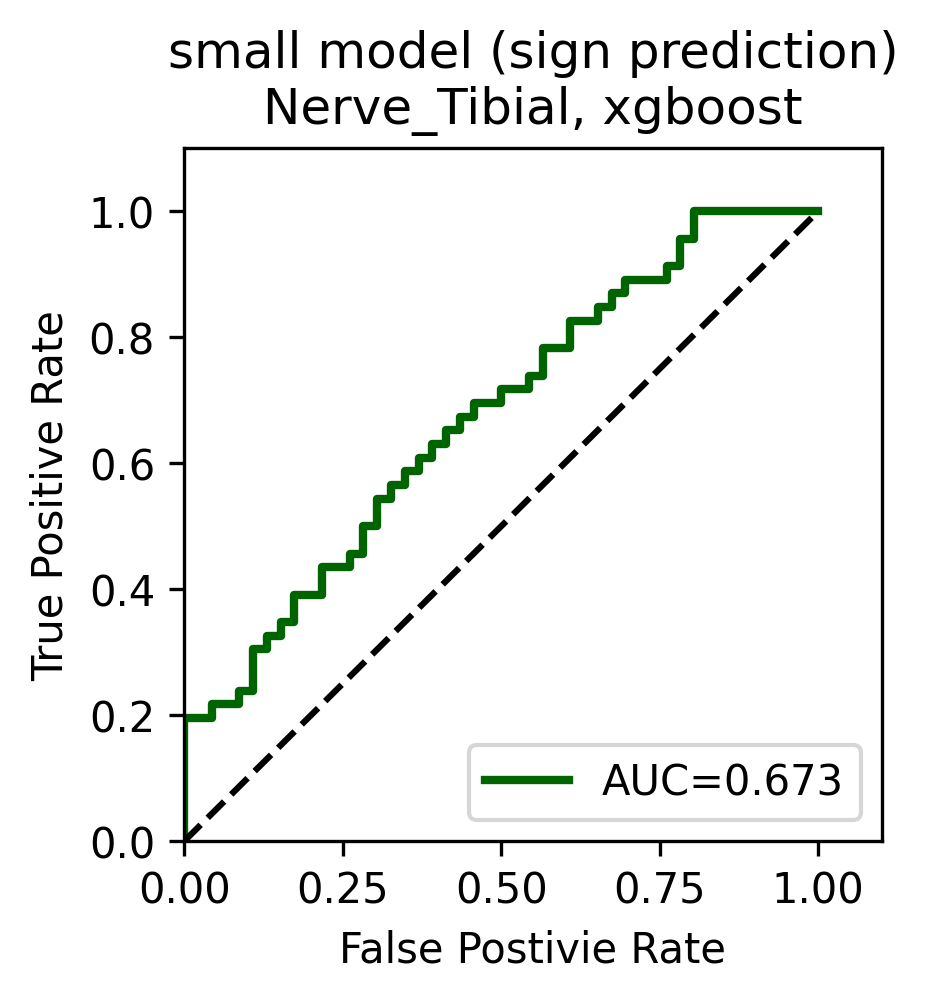 small model (sign prediction)
Nerve_Tibial, xgboost
1.0
0.8
0.6
0.4
0.2
0.0
True Positive Rate
AUC=0.673
0.00 0.25 0.50 0.75 1.00
False Postivie Rate